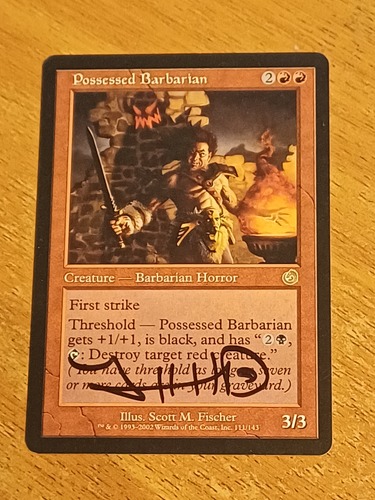 Possessed Barbarian 2
Creature — Barbarian Horror
First strike
Threshold — Possessed Barbarian
gets +1/+1, is black, and has “2 ,
: Destroy target red creature.”
(You have threshold as long as seven
or more cards are in your graveyard.)
Illus. Scott M. Fischer
3/3
™ & © 1993–2002 Wizards of the Coast, Inc. 111/143